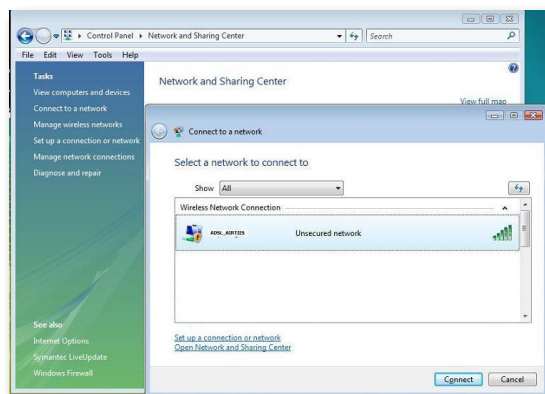 Control Panel ▸ Network and Sharing Center
Search
File Edit View Tools Help
Tasks
View computers and devices
Connect to a network
Manage wireless networks
Set up a connection or network
Manage network connections
Diagnose and repair
See also
Internet Options
Symantec LiveUpdate
Windows Firewall
Network and Sharing Center
View full map
Connect to a network
Select a network to connect to
Show All
Wireless Network Connection
ADSL_AIRTIES Unsecured network
Set up a connection or network
Open Network and Sharing Center
Connect Cancel